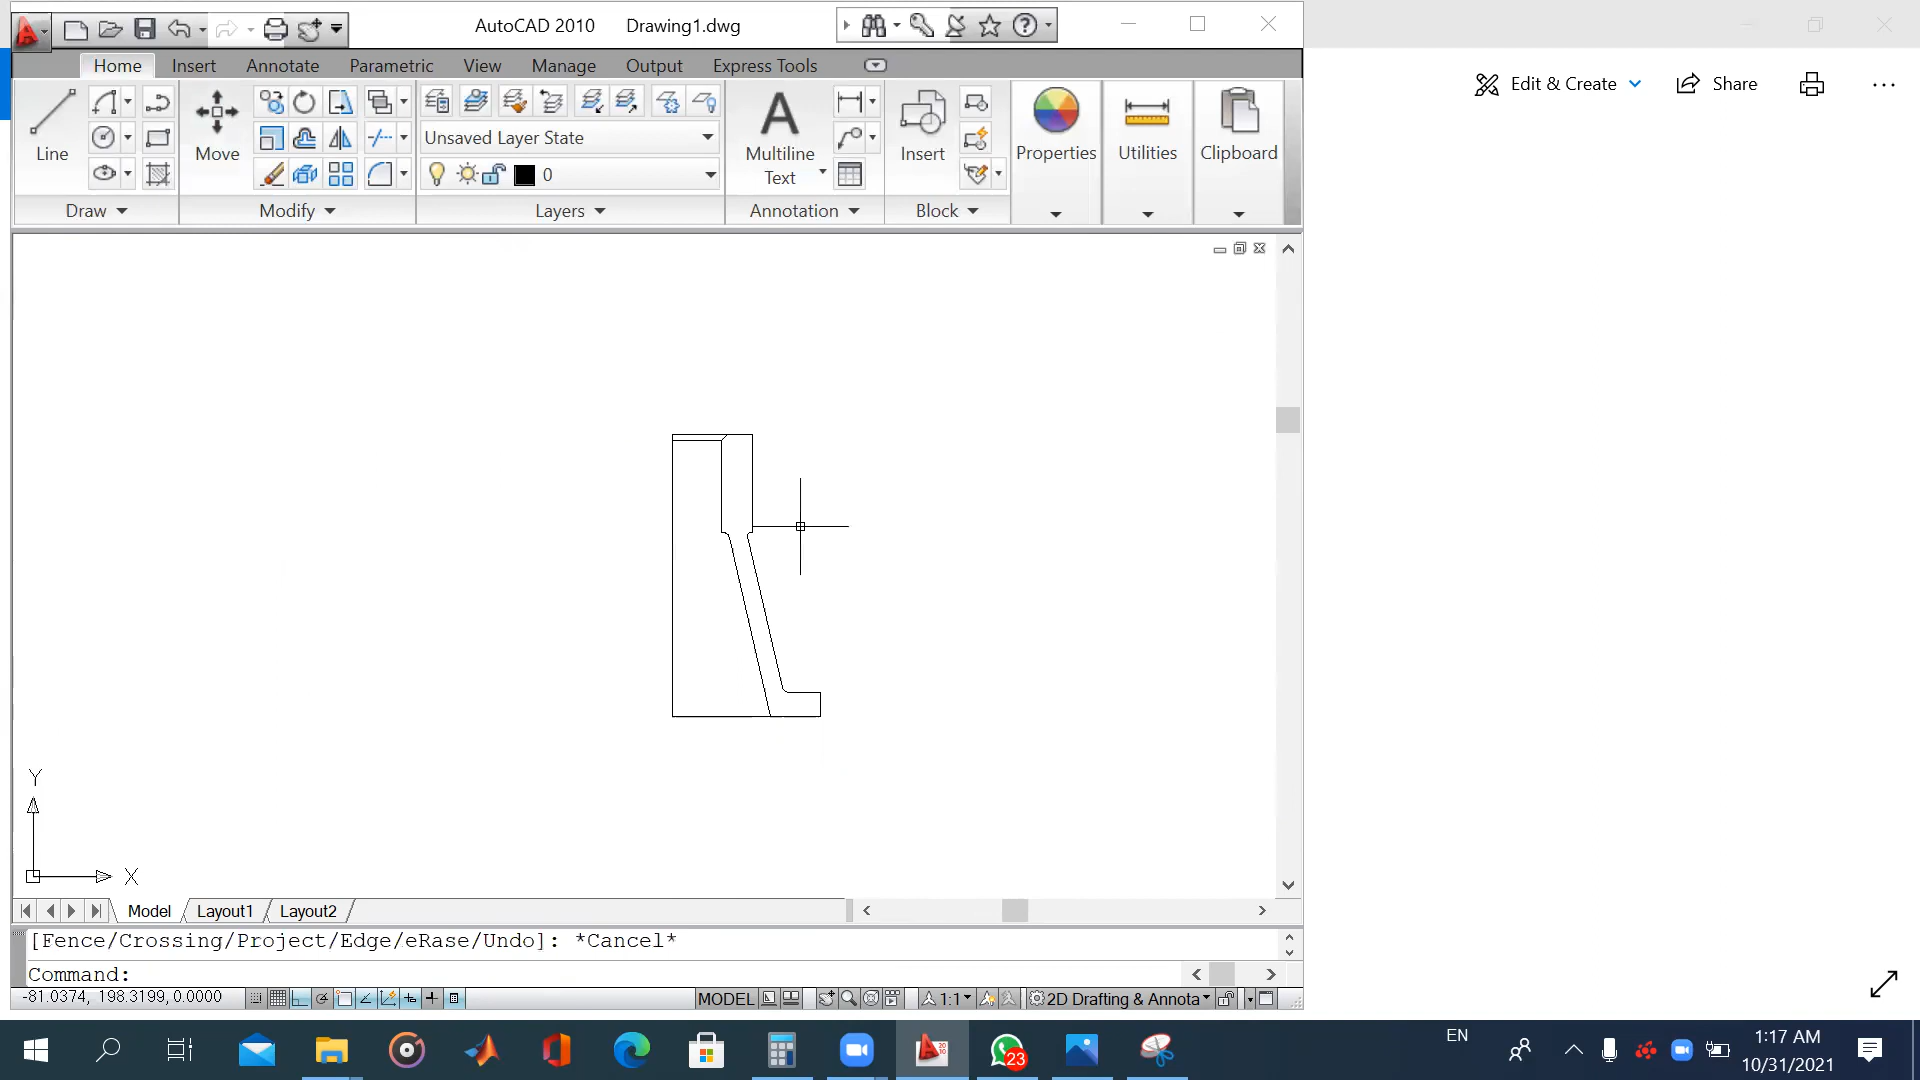 AutoCAD 2010 Drawing1.dwg
Home Insert Annotate Parametric View Manage Output Express Tools
Edit & Create Share
Unsaved Layer State
Line Move Multiline Text Insert Properties Utilities Clipboard
0
Draw Modify Layers Annotation Block
Y
X
Model Layout1 Layout2
[Fence/Crossing/Project/Edge/eRase/Undo]: *Cancel*
Command:
-81.0374, 198.3199, 0.0000 MODEL 1:1 2D Drafting & Annota
EN
23
1:17 AM
10/31/2021